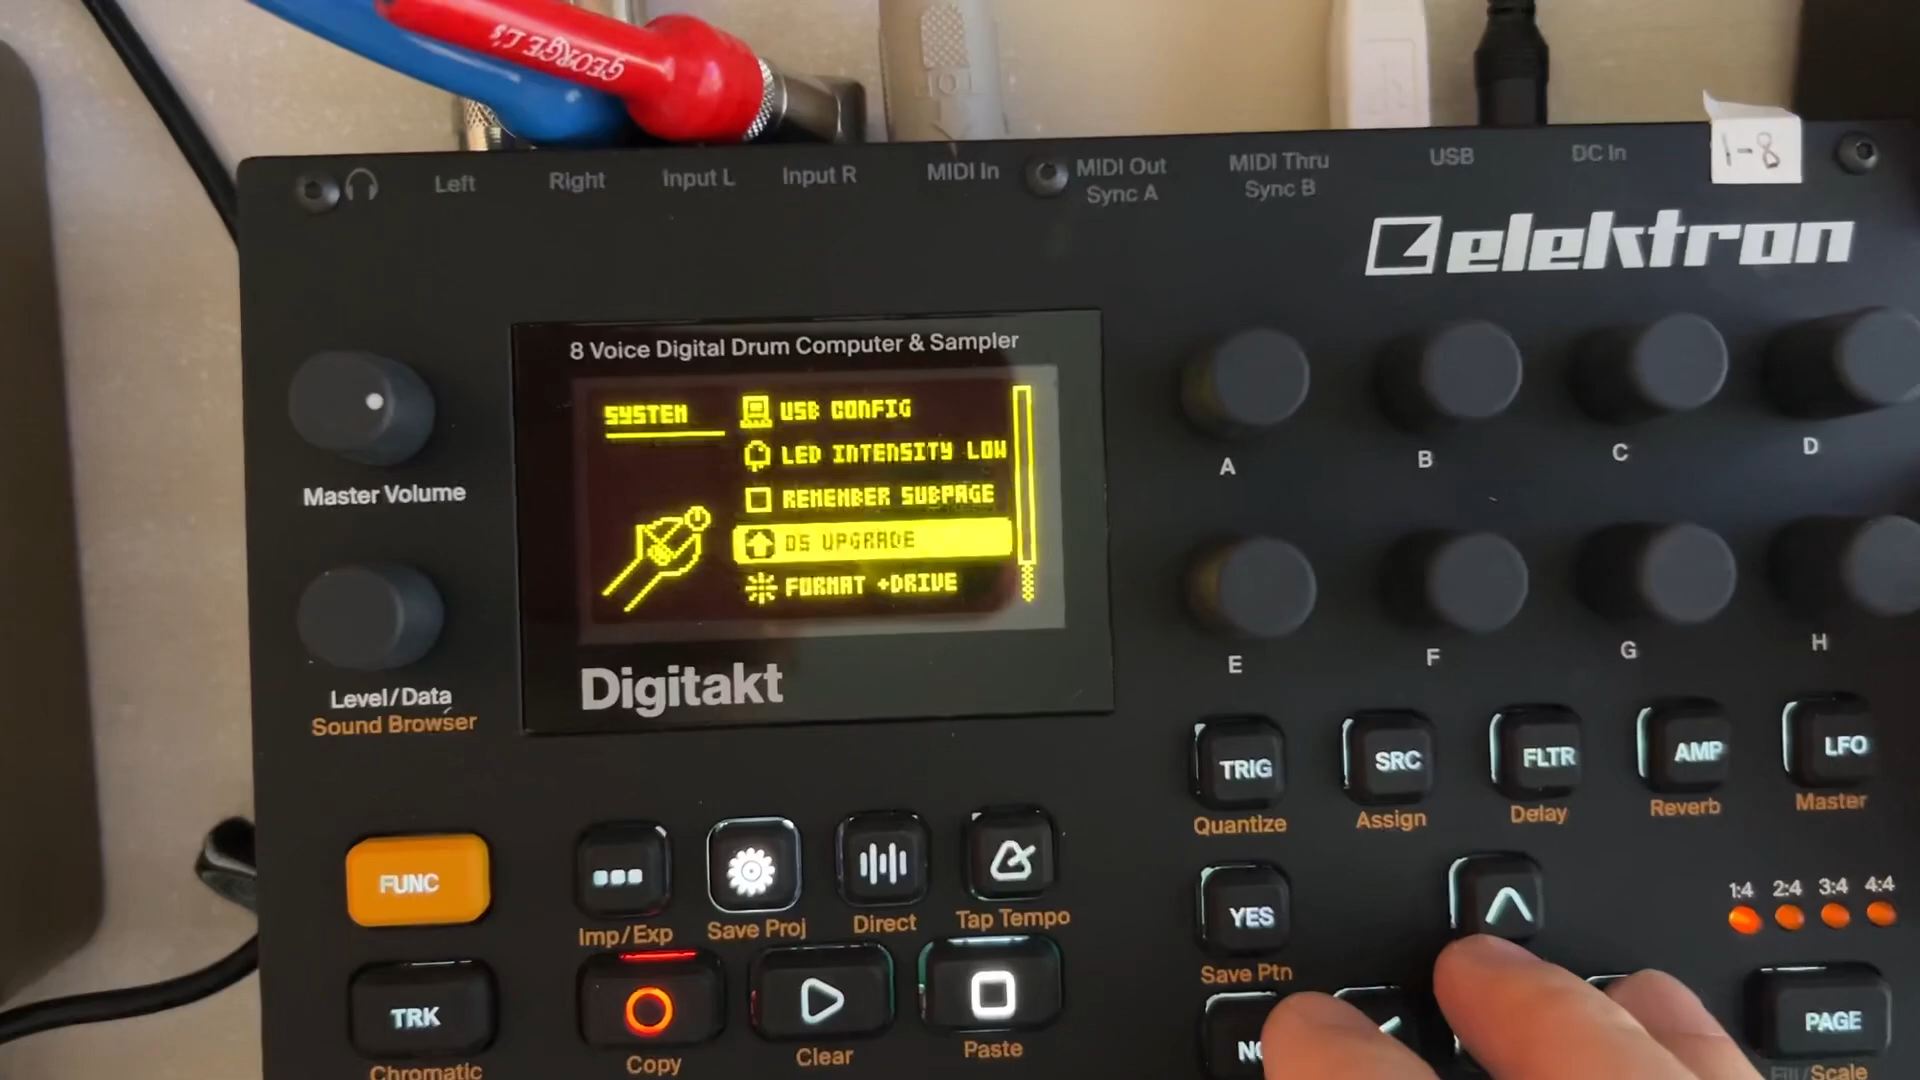 GEORGE L's
TO
1-8
Left
Right
Input L
Input R
MIDI In
MIDI Out
Sync A
MIDI Thru
Sync B
USB
DC In
elektron
8 Voice Digital Drum Computer & Sampler
SYSTEM
USB CONFIG
LED INTENSITY LOW
REMEMBER SUBPAGE
OS UPGRADE
FORMAT +DRIVE
Digitakt
Master Volume
Level/Data
Sound Browser
A
B
C
D
E
F
G
H
TRIG
SRC
FLTR
AMP
LFO
Quantize
Assign
Delay
Reverb
Master
FUNC
Imp/Exp
Save Proj
Direct
Tap Tempo
YES
Save Ptn
1:4
2:4
3:4
4:4
TRK
Chromatic
Copy
Clear
Paste
NO
PAGE
Fill/Scale